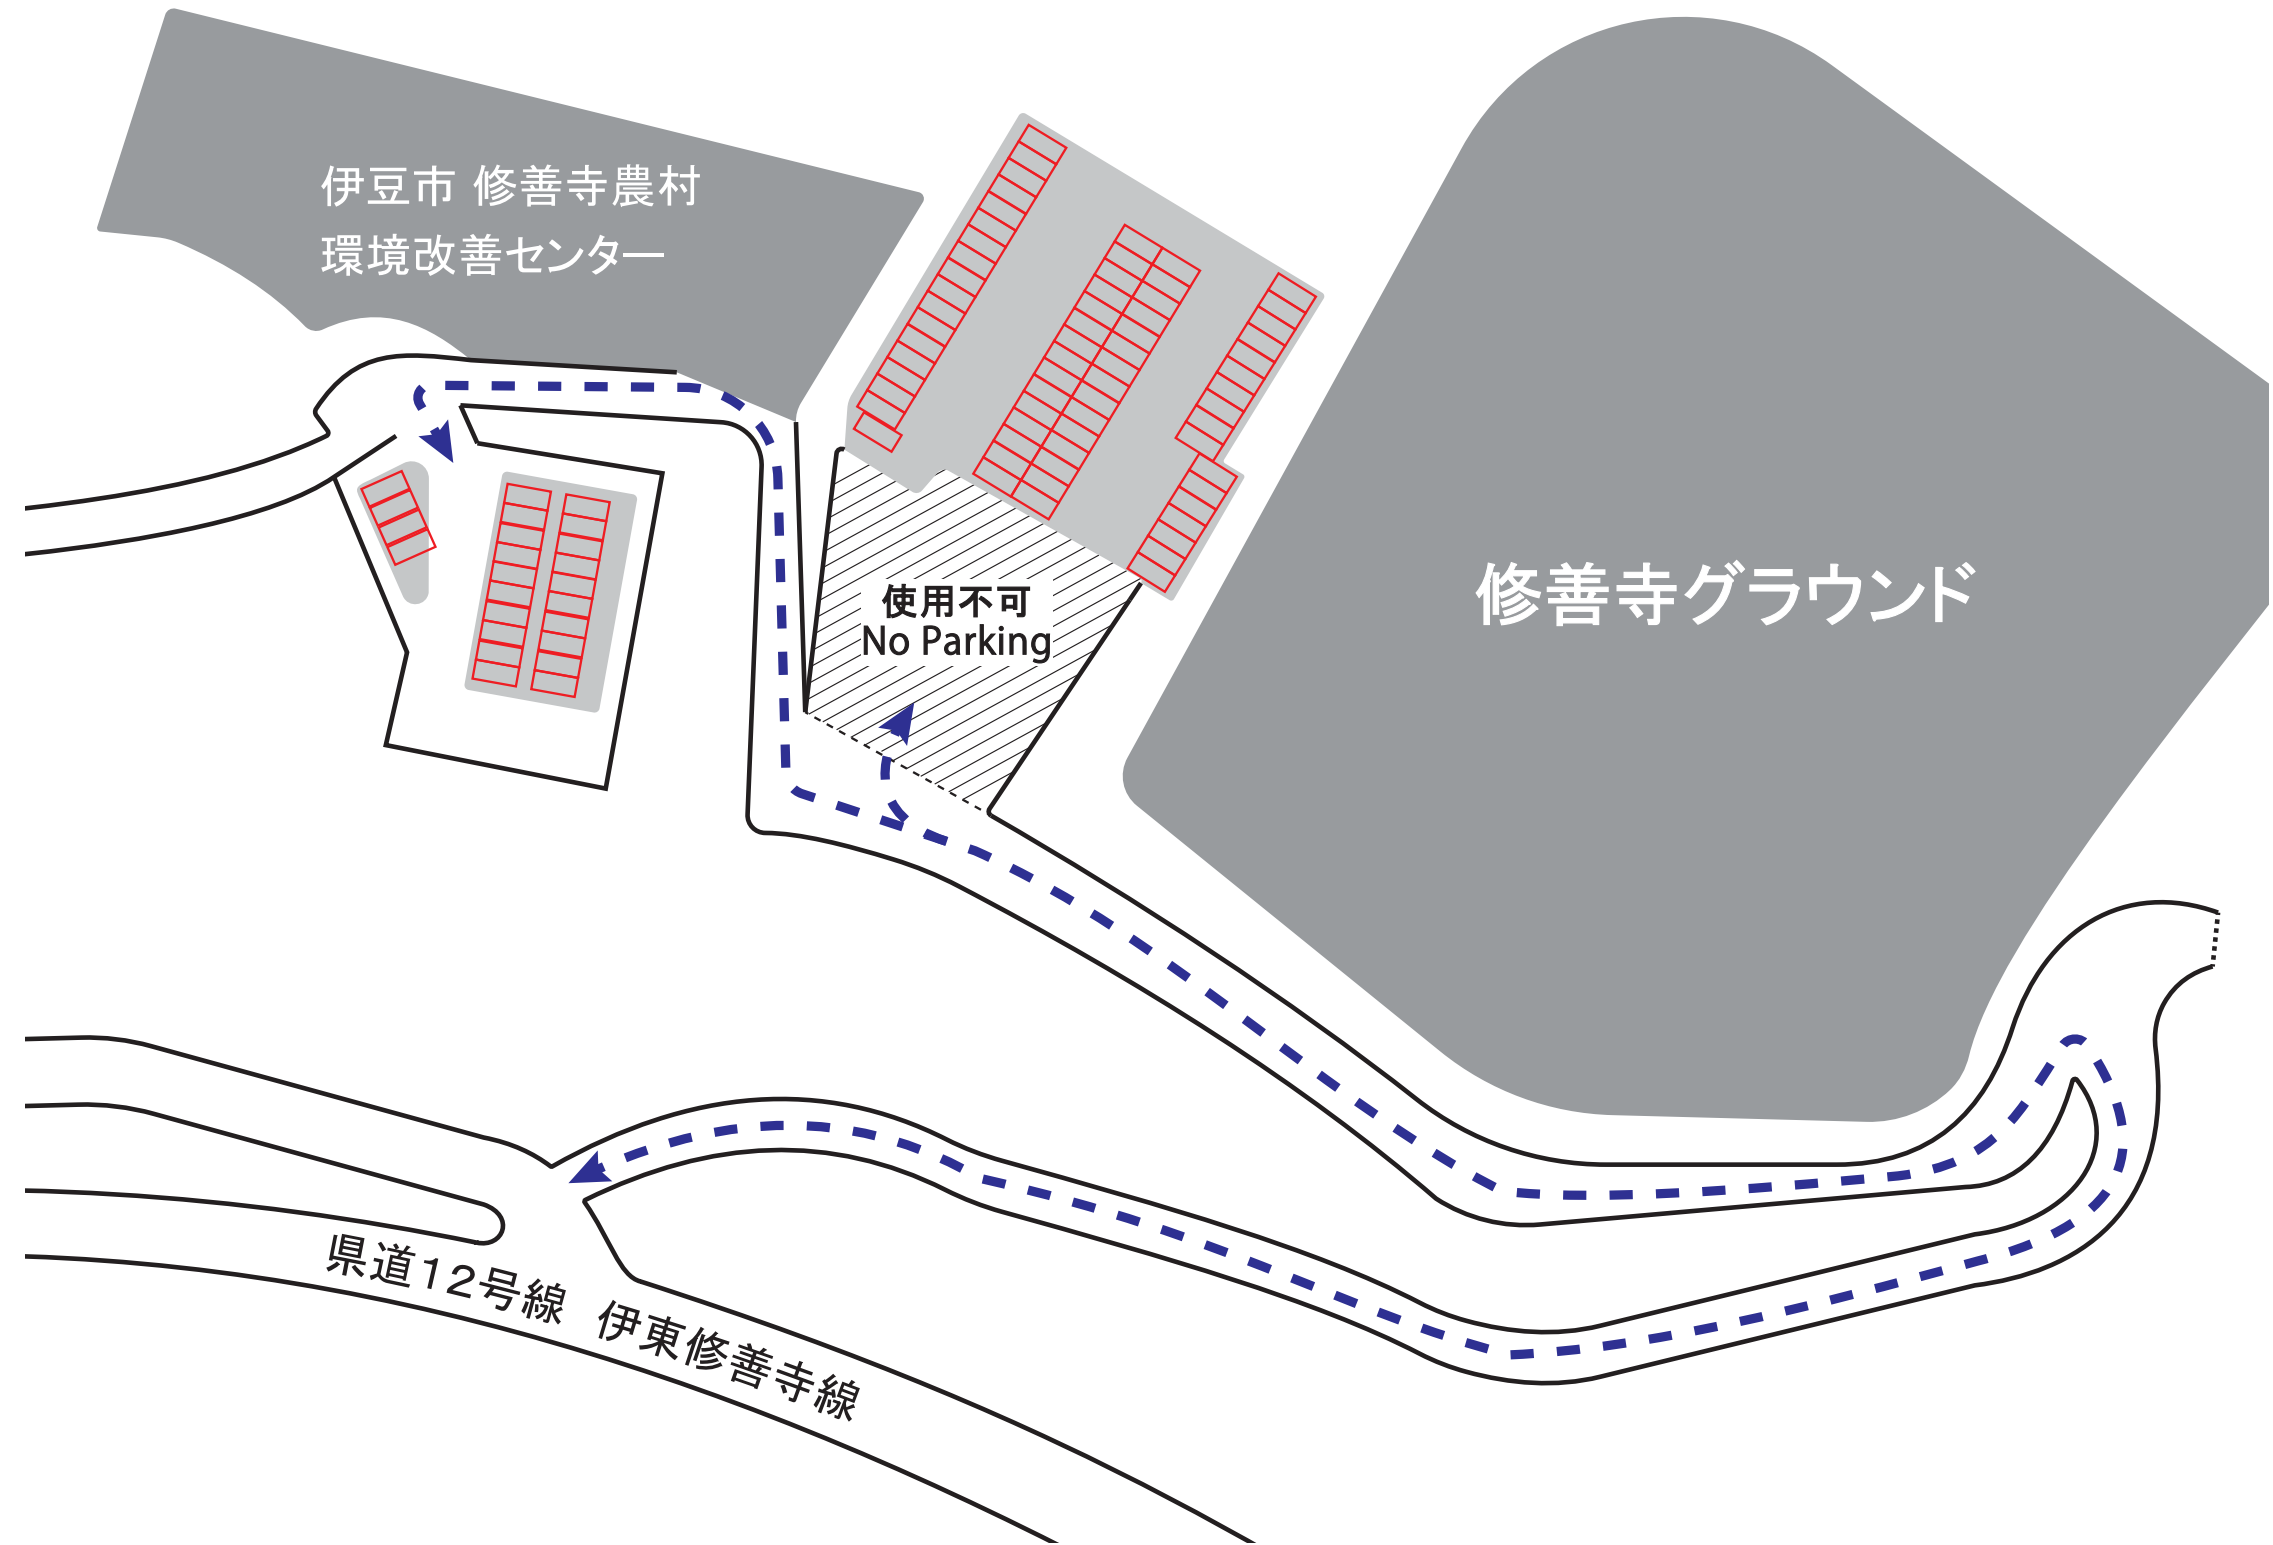 伊豆市 修善寺農村
環境改善センター
使用不可
No Parking
修善寺グラウンド
県道12号線 伊東修善寺線